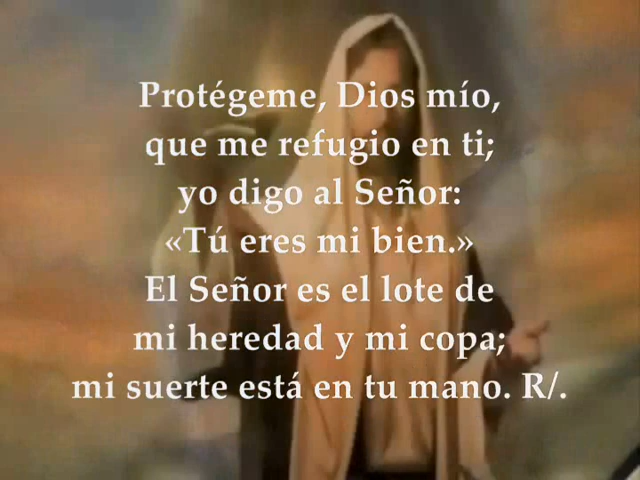 Protégeme, Dios mío,
que me refugio en ti;
yo digo al Señor:
«Tú eres mi bien.»
El Señor es el lote de
mi heredad y mi copa;
mi suerte está en tu mano. R/.